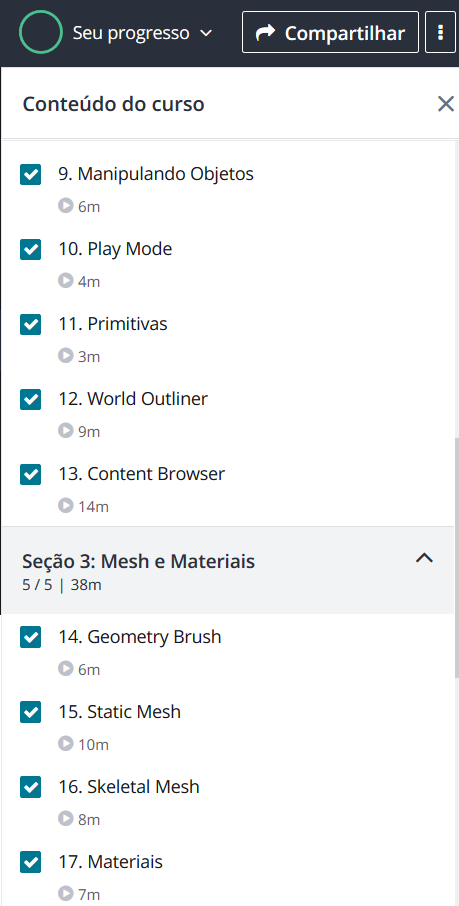 Seu progresso
Compartilhar
Conteúdo do curso
9. Manipulando Objetos
6m
10. Play Mode
4m
11. Primitivas
3m
12. World Outliner
9m
13. Content Browser
14m
Seção 3: Mesh e Materiais
5 / 5 | 38m
14. Geometry Brush
6m
15. Static Mesh
10m
16. Skeletal Mesh
8m
17. Materiais
7m